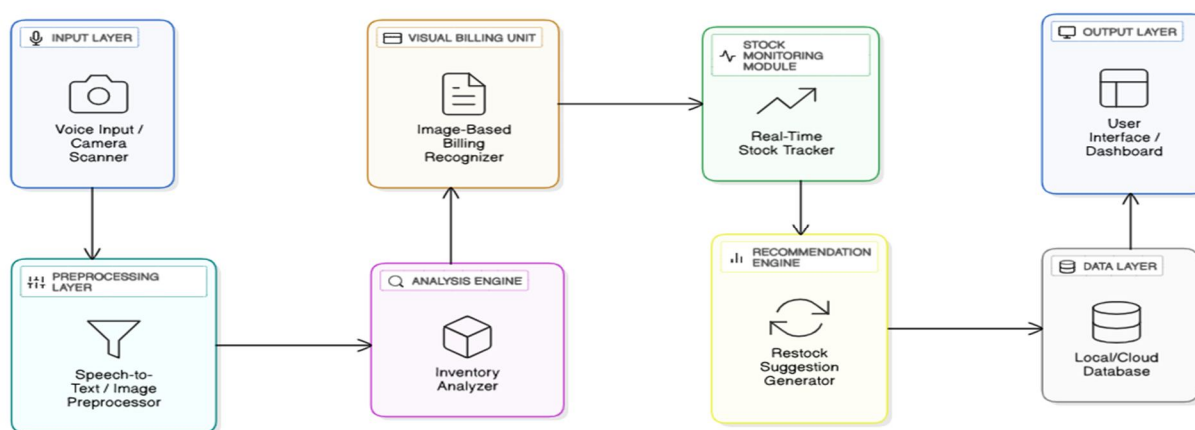 INPUT LAYER
Voice Input /
Camera
Scanner
PREPROCESSING
LAYER
Speech-to-
Text / Image
Preprocessor
ANALYSIS ENGINE
Inventory
Analyzer
VISUAL BILLING UNIT
Image-Based
Billing
Recognizer
STOCK
MONITORING
MODULE
Real-Time
Stock Tracker
RECOMMENDATION
ENGINE
Restock
Suggestion
Generator
DATA LAYER
Local/Cloud
Database
OUTPUT LAYER
User
Interface /
Dashboard